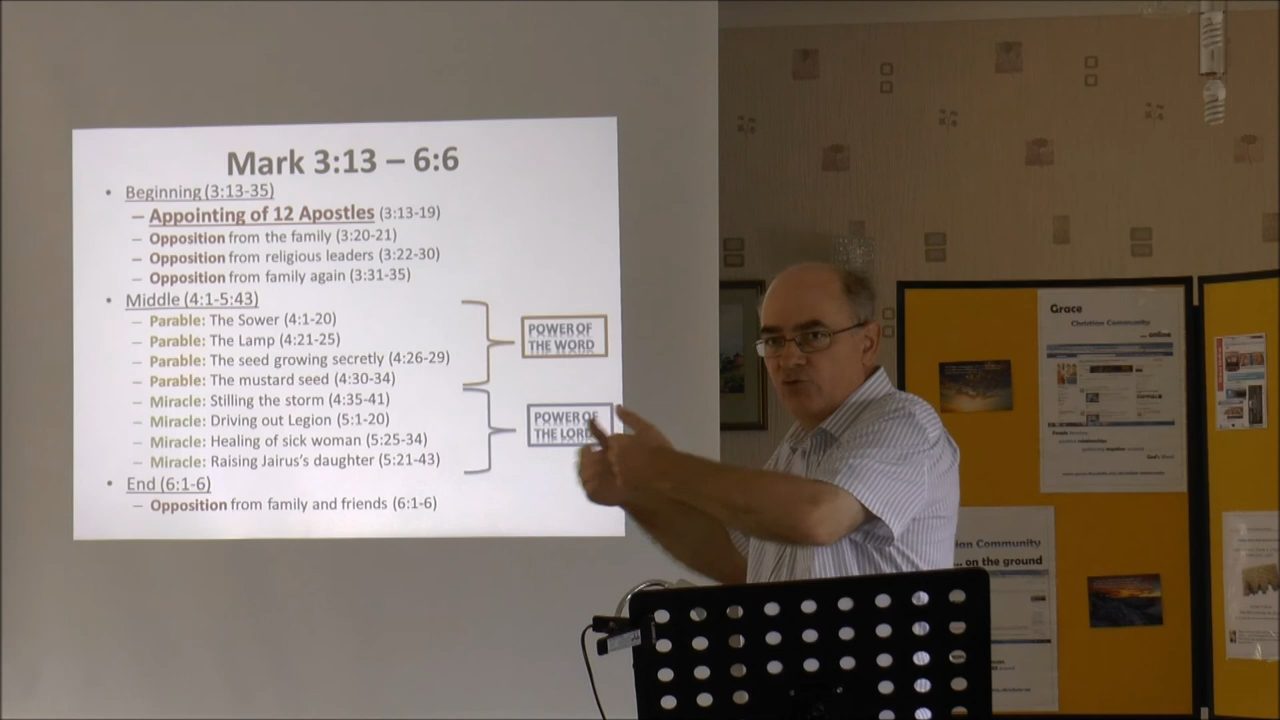 Mark 3:13 – 6:6
• Beginning (3:13-35)
– Appointing of 12 Apostles (3:13-19)
– Opposition from the family (3:20-21)
– Opposition from religious leaders (3:22-30)
– Opposition from family again (3:31-35)
• Middle (4:1-5:43)
– Parable: The Sower (4:1-20)
– Parable: The Lamp (4:21-25)
– Parable: The seed growing secretly (4:26-29)
– Parable: The mustard seed (4:30-34)
– Miracle: Stilling the storm (4:35-41)
– Miracle: Driving out Legion (5:1-20)
– Miracle: Healing of sick woman (5:25-34)
– Miracle: Raising Jairus's daughter (5:21-43)
• End (6:1-6)
– Opposition from family and friends (6:1-6)
POWER OF
THE WORD
POWER OF
THE LORD
Grace
Christian Community
... online
God's Word
ian Community
... on the ground